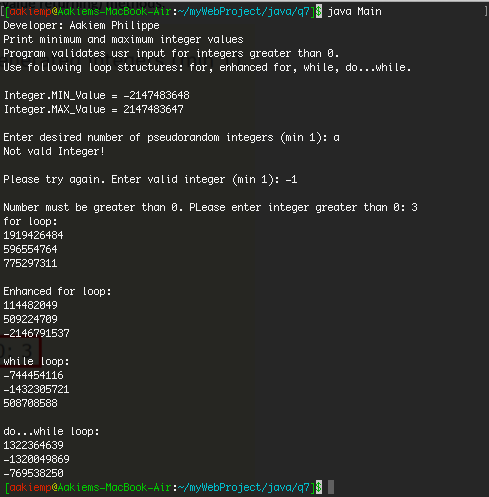 [aakiemp@Aakiems-MacBook-Air:~/myWebProject/java/q7]$ java Main
Developer: Aakiem Philippe
Print minimum and maximum integer values
Program validates usr input for integers greater than 0.
Use following loop structures: for, enhanced for, while, do...while.
Integer.MIN_Value = -2147483648
Integer.MAX_Value = 2147483647
Enter desired number of pseudorandom integers (min 1): a
Not vald Integer!
Please try again. Enter valid integer (min 1): -1
Number must be greater than 0. PLease enter integer greater than 0: 3
for loop:
1919426484
596554764
775297311
Enhanced for loop:
114482049
509224709
-2146791537
while loop:
-744454116
-1432305721
508708588
do...while loop:
1322364639
-1320049869
-769538250
[aakiemp@Aakiems-MacBook-Air:~/myWebProject/java/q7]$